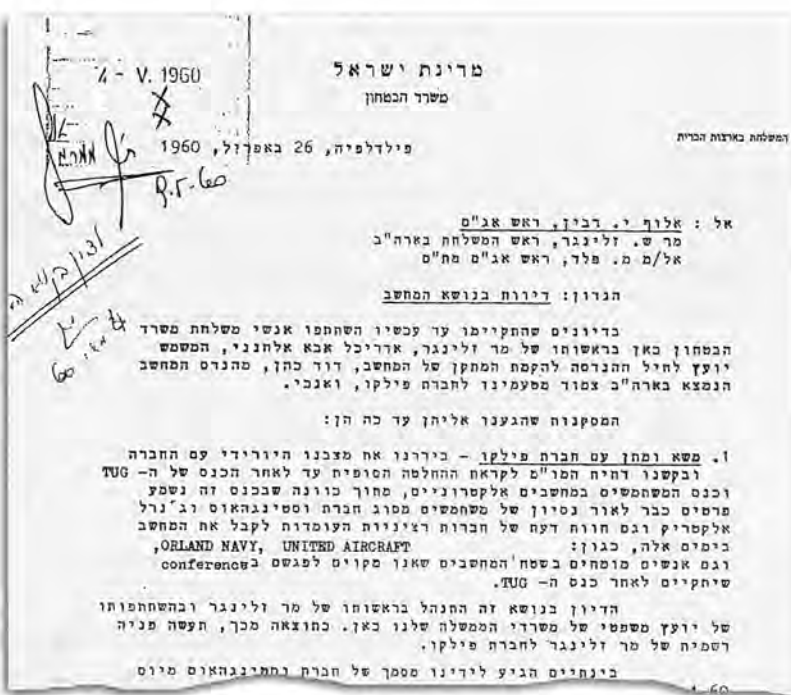 4 - V. 1960
מדינת ישראל
משרד הבטחון
המשלחת בארצות הברית
פילדלפיה, 26 באפריל, 1960
9.5.60
אל : אלוף י. רבין, ראש אג"ם
מר ש. זלינגר, ראש המשלחת בארה"ב
אל/מ מ. פלד, ראש אג"ם מת"ם
הנדון: דיווח בנושא המחשב
בדיונים שהתקיימו עד עכשיו השתתפו אנשי משלחת משרד
הבטחון כאן בראשותו של מר זלינגר, אדריכל אבא אלחנני, המשמש
יועץ לחיל ההנדסה להקמת המתקן של המחשב, דוד כהן, מהנדס המחשב
הנמצא בארה"ב צמוד מטעמינו לחברת פילקו, ואנכי.
המסקנות שהגענו אליהן עד כה הן:
1. משא ומתן עם חברת פילקו - ביררנו את מצבנו היורידי עם החברה
ובקשנו דחית המו"מ לקראת ההחלטה הסופית עד לאחר הכנס של ה- TUG
וכנס המשתמשים במחשבים אלקטרוניים, מתוך כוונה שבכנס זה נשמע
פרטים כבר לאור נסיון של משתמשים מסוג חברת וסטינגהאוס וג'נרל
אלקטריק וגם חוות דעת של חברות רציניות העומדות לקבל את המחשב
בימים אלה, כגון: ORLAND NAVY, UNITED AIRCRAFT,
וגם אנשים מומחים בשטח המחשבים שאנו מקוים לפגשם בconference
שיתקיים לאחר כנס ה- TUG.
הדיון בנושא זה התנהל בראשותו של מר זלינגר ובהשתתפותו
של יועץ משפטי של משרדי הממשלה שלנו כאן. כתוצאה מכך, תעשה פניה
רשמית של מר זלינגר לחברת פילקו.
בינתיים הגיע לידינו מסמך של חברת וסטינגהאוס מיום